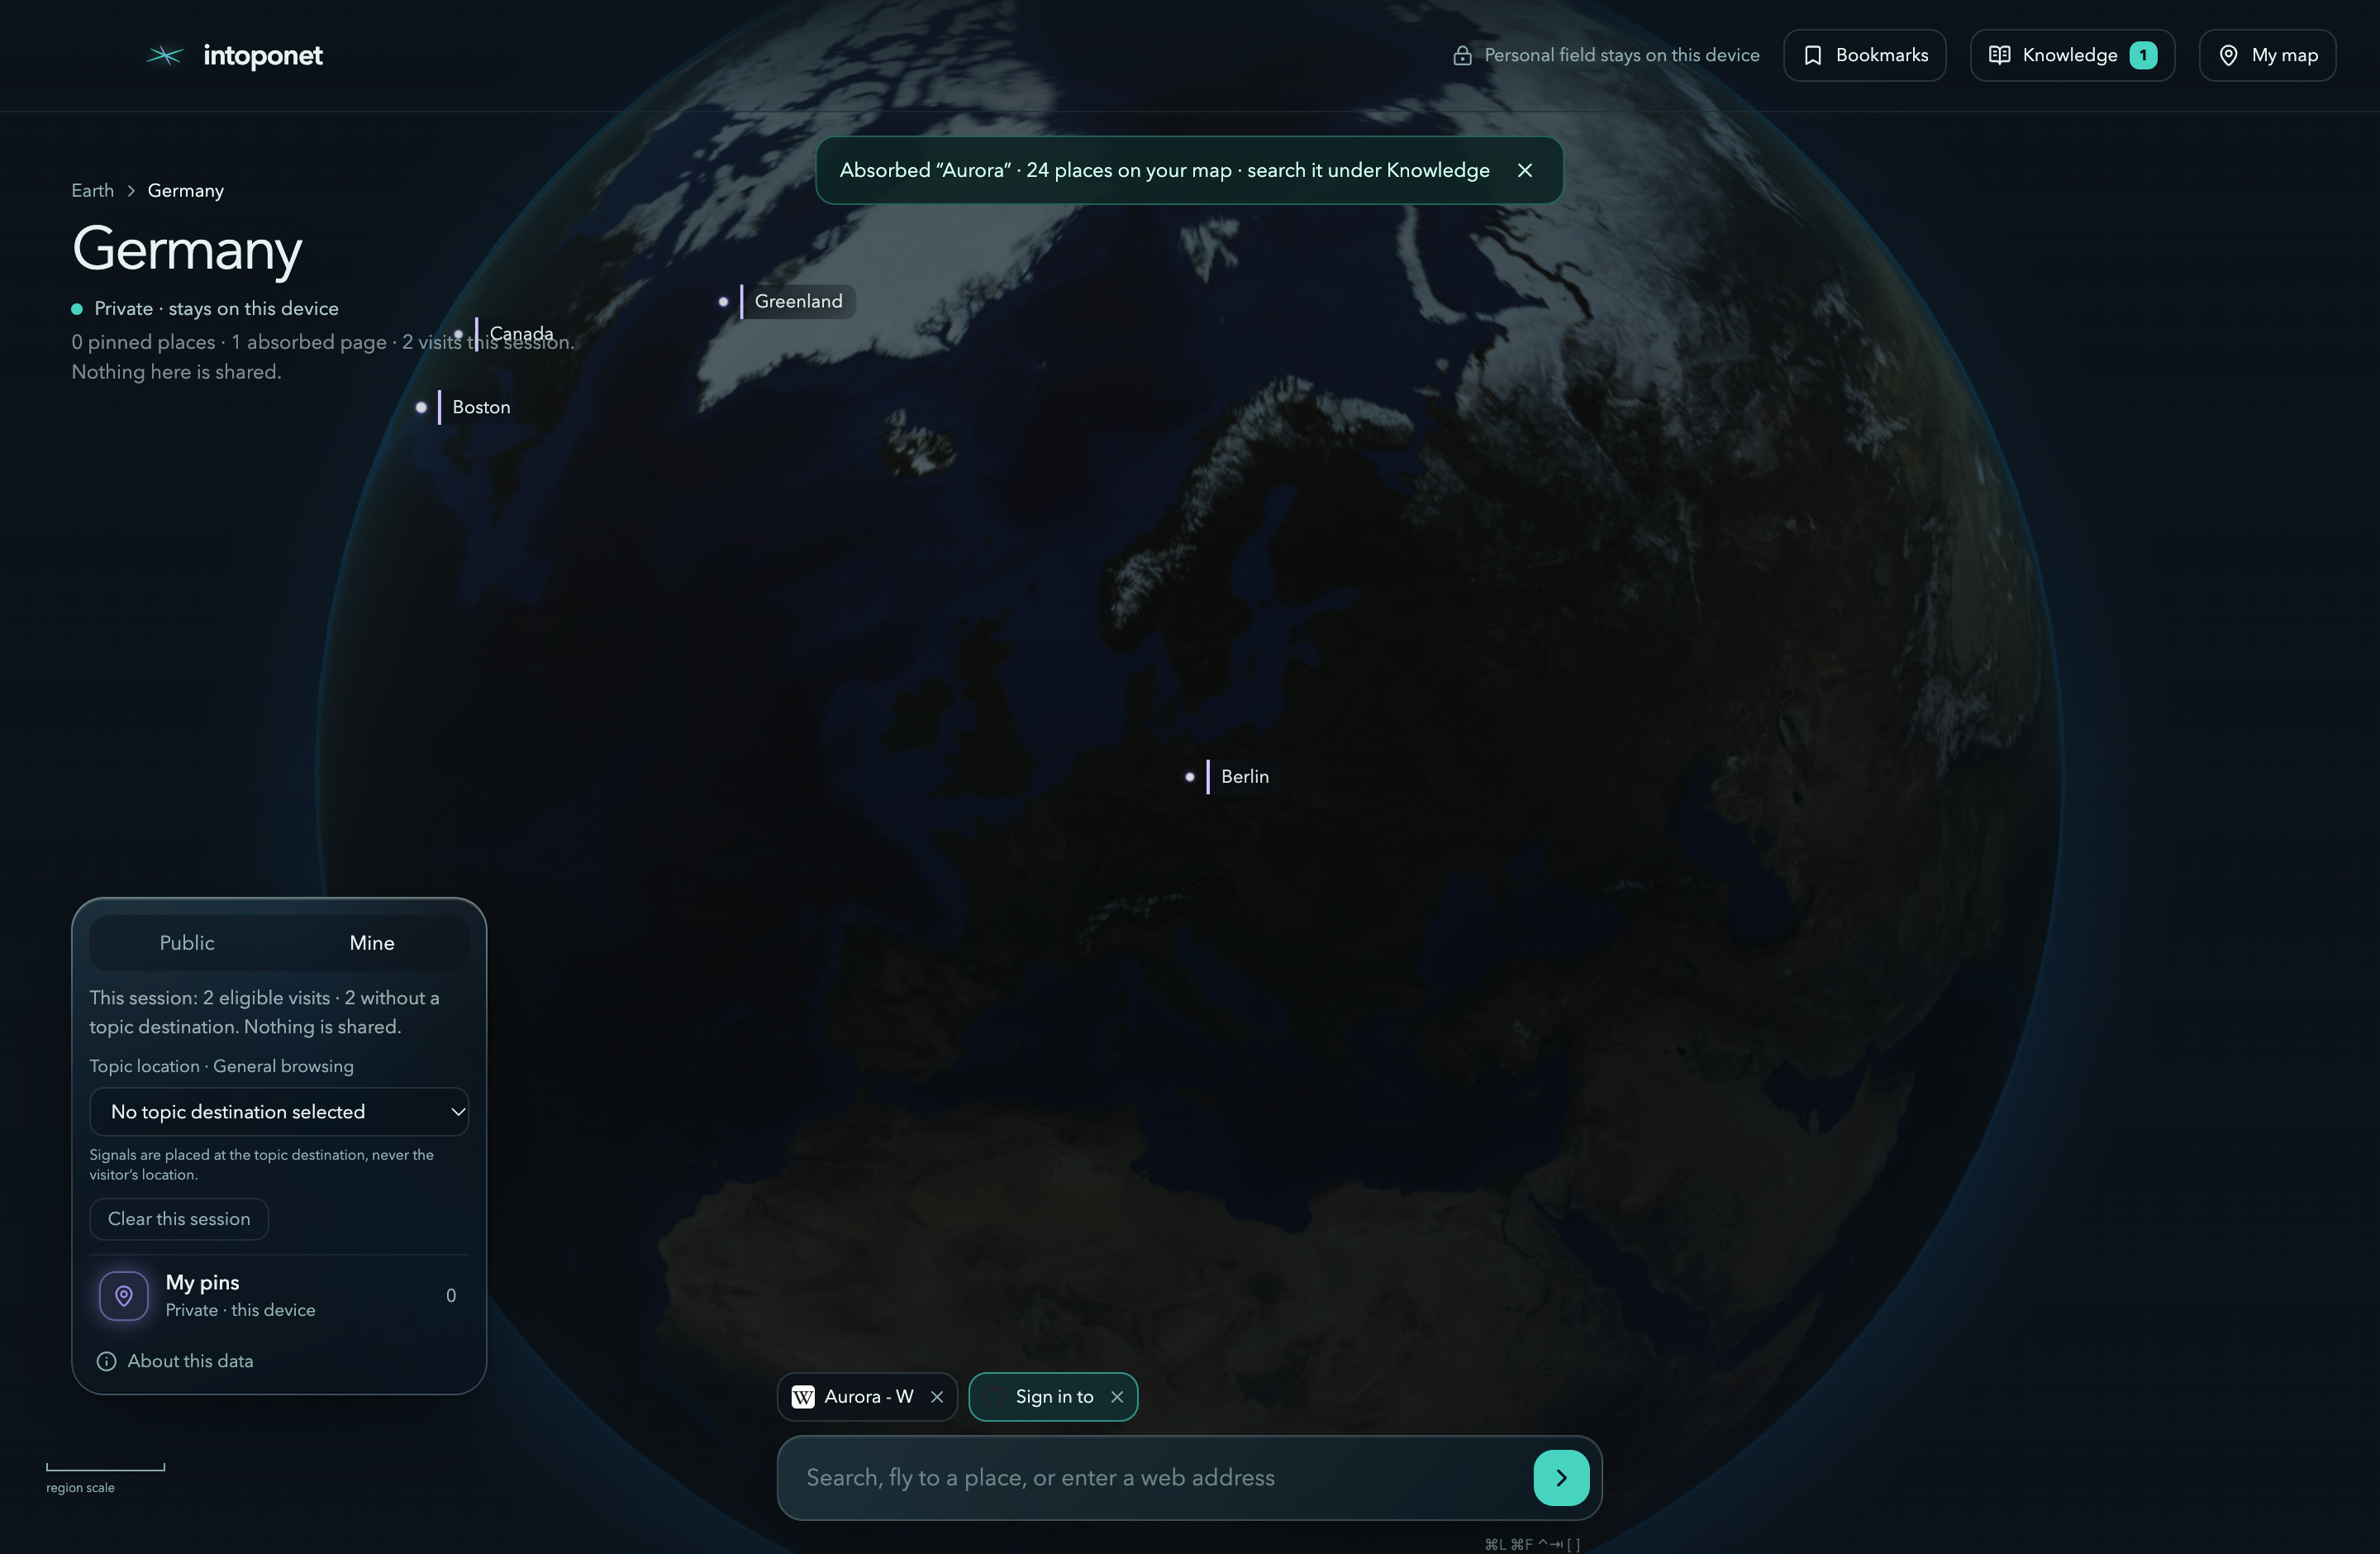 intoponet
Personal field stays on this device
Bookmarks
Knowledge 1
My map
Absorbed “Aurora” · 24 places on your map · search it under Knowledge
Earth > Germany
Germany
Private · stays on this device
0 pinned places · 1 absorbed page · 2 visits this session.
Nothing here is shared.
Greenland
Canada
Boston
Berlin
Public
Mine
This session: 2 eligible visits · 2 without a
topic destination. Nothing is shared.
Topic location · General browsing
No topic destination selected
Signals are placed at the topic destination, never the
visitor’s location.
Clear this session
My pins
Private · this device
0
About this data
region scale
Aurora - W
Sign in to
Search, fly to a place, or enter a web address
⌘L ⌘F ⌃⇥ [ ]